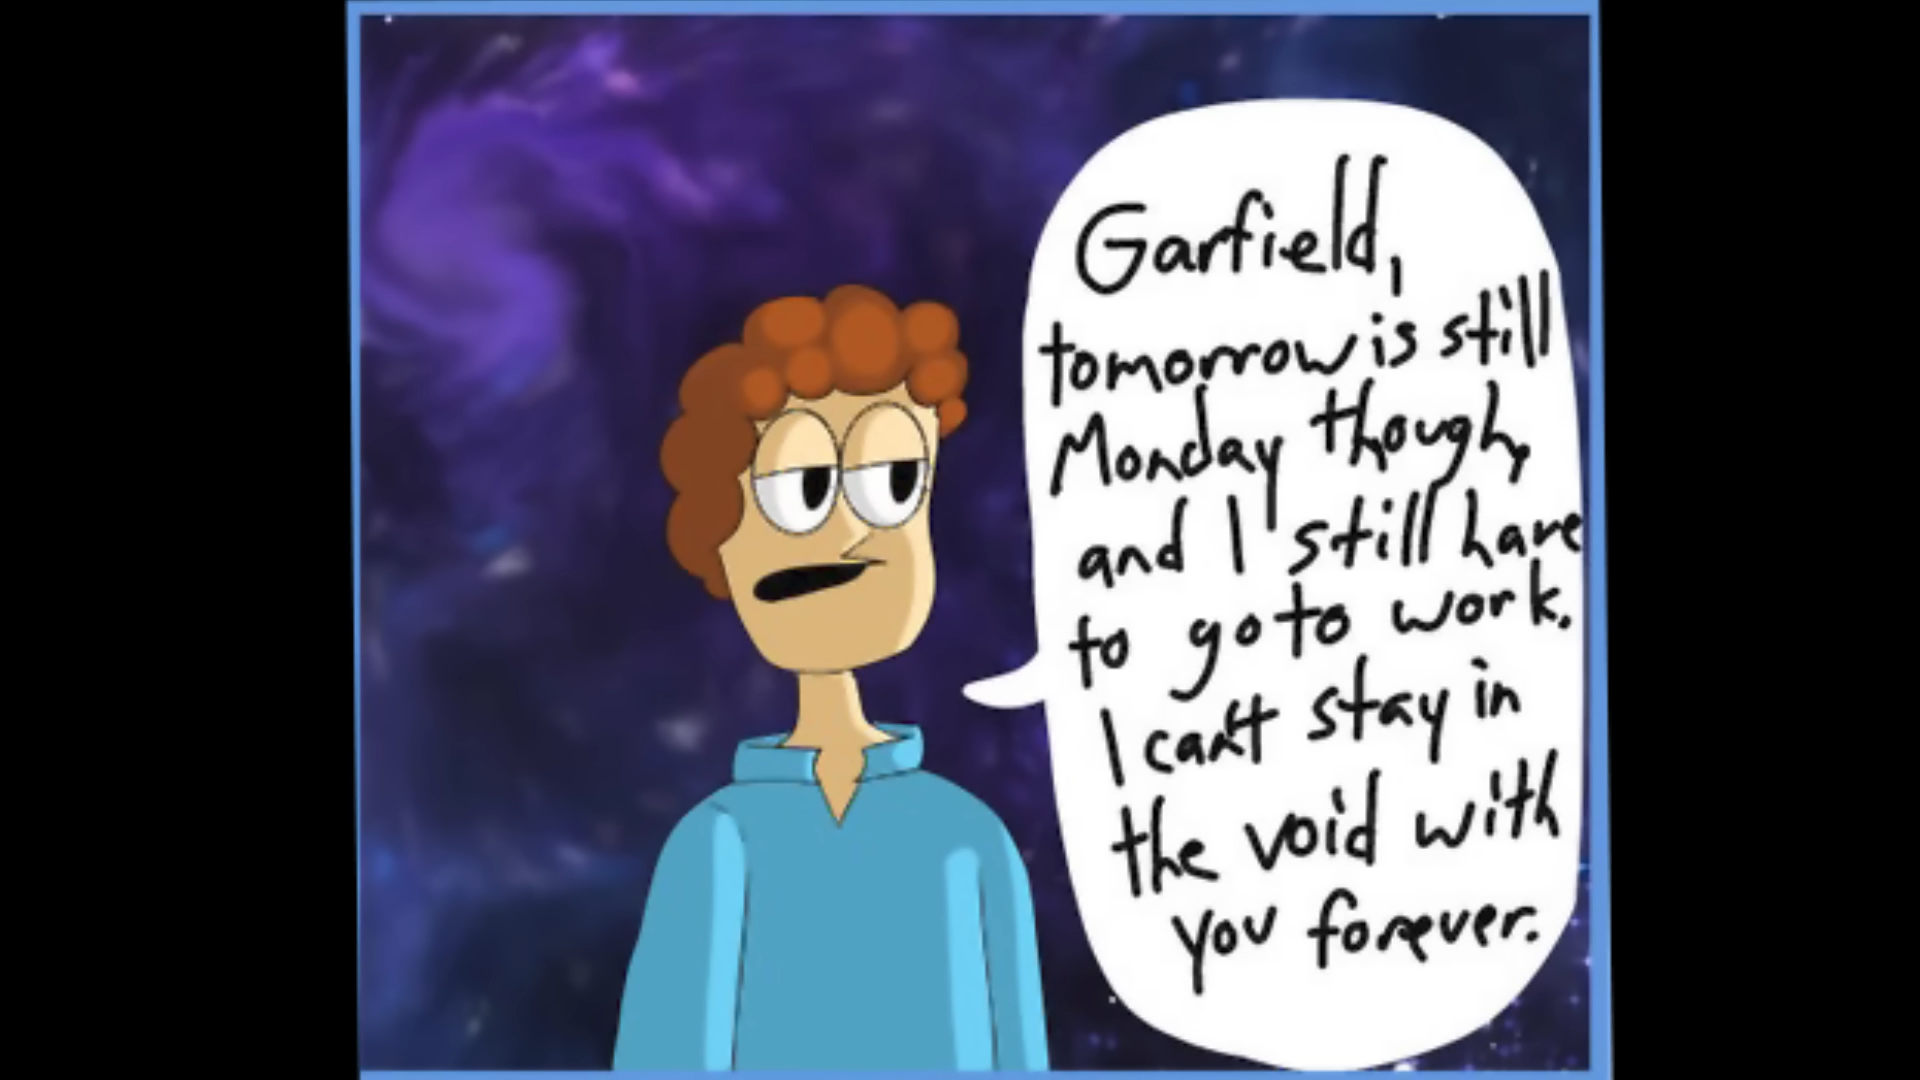 Garfield,
tomorrow is still
Monday though,
and I still have
to go to work.
I can't stay in
the void with
you forever.